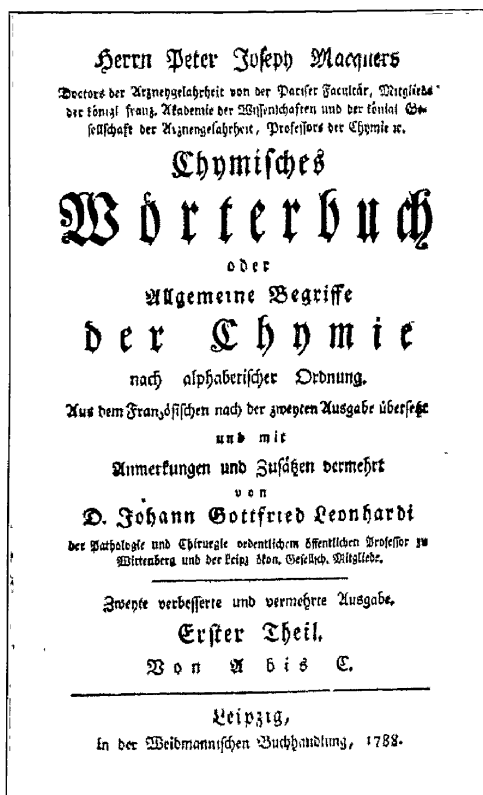 Herrn Peter Joseph Macquers
Doctors der Arzneygelahrheit von der Pariser Facultät, Mitglieds
der königl franz. Akademie der Wissenschaften und der königl Ge-
sellschaft der Arzneygelahrheit, Professors der Chymie ꝛc.
Chymisches
Wörterbuch
oder
Allgemeine Begriffe
der Chymie
nach alphabetischer Ordnung.
Aus dem Französischen nach der zweyten Ausgabe übersetzt
und mit
Anmerkungen und Zusätzen vermehrt
von
D. Johann Gottfried Leonhardi
der Pathologie und Chirurgie ordentlichem öffentlichen Professor zu
Wittenberg und der Leipz ökon. Gesellsch. Mitgliede.
Zweyte verbesserte und vermehrte Ausgabe.
Erster Theil.
Von A bis C.
Leipzig,
In der Weidmannischen Buchhandlung, 1788.